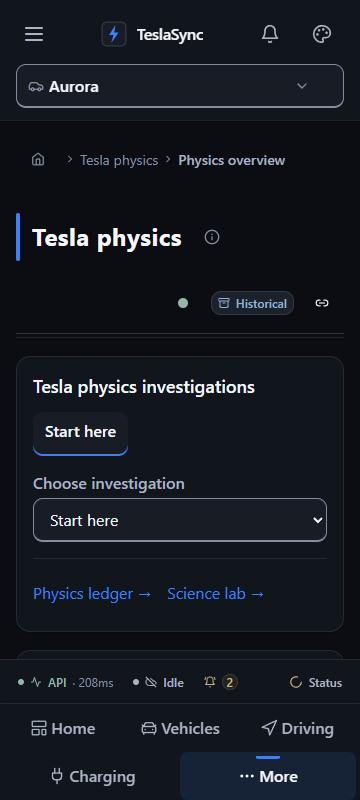 TeslaSync
Aurora
Tesla physics
Physics overview
Tesla physics
Historical
Tesla physics investigations
Start here
Choose investigation
Start here
Physics ledger → Science lab →
API · 208ms Idle 2 Status
Home Vehicles Driving
Charging More